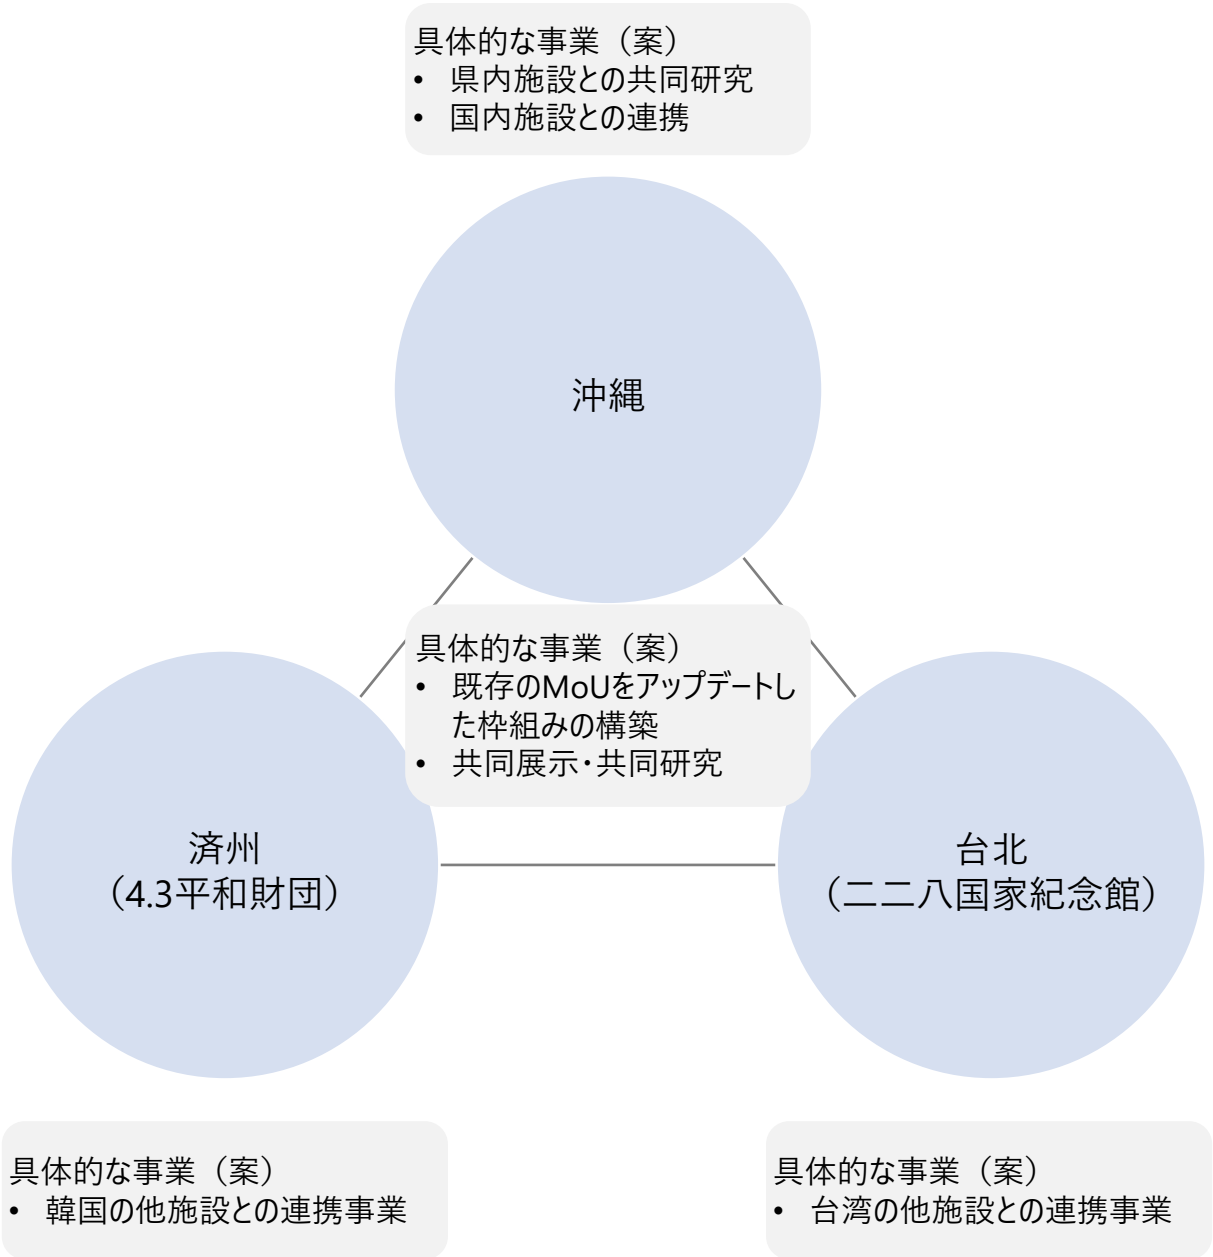 具体的な事業（案）
• 県内施設との共同研究
• 国内施設との連携
沖縄
具体的な事業（案）
• 既存のMoUをアップデートし
た枠組みの構築
• 共同展示・共同研究
済州
（4.3平和財団）
台北
（二二八国家紀念館）
具体的な事業（案）
• 韓国の他施設との連携事業
具体的な事業（案）
• 台湾の他施設との連携事業